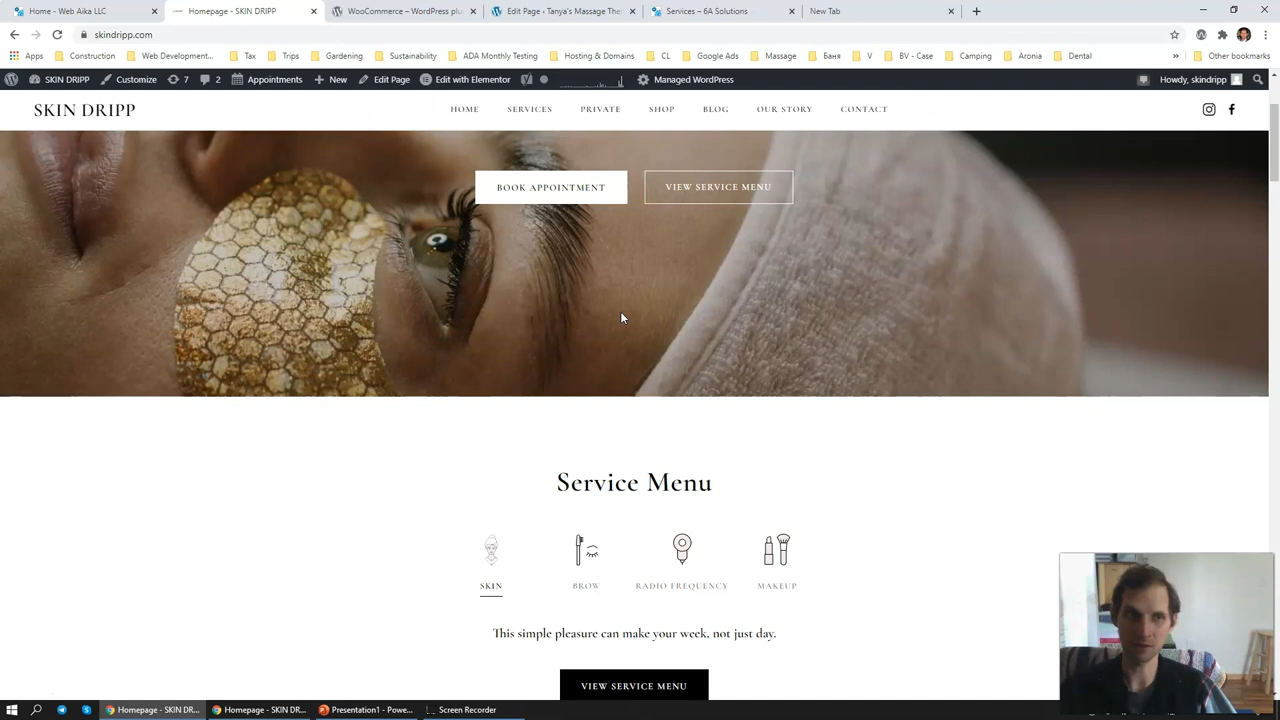 Home - Web Aika LLC
Homepage - SKIN DRIPP
WooCommerce – WordPress plu
Edit Page ‹ Tanya's Massage The
Services – 6A Solutions
New Tab
skindripp.com
Apps
Construction
Web Development...
Tax
Trips
Gardening
Sustainability
ADA Monthly Testing
Hosting & Domains
CL
Google Ads
Massage
Баня
V
BV - Case
Camping
Aronia
Dental
»
Other bookmarks
SKIN DRIPP
Customize
7
2
Appointments
New
Edit Page
Edit with Elementor
Managed WordPress
Howdy, skindripp
SKIN DRIPP
HOME
SERVICES
PRIVATE
SHOP
BLOG
OUR STORY
CONTACT
BOOK APPOINTMENT
VIEW SERVICE MENU
Service Menu
SKIN
BROW
RADIO FREQUENCY
MAKEUP
This simple pleasure can make your week, not just day.
VIEW SERVICE MENU
Homepage - SKIN DR...
Homepage - SKIN DR...
Presentation1 - Powe...
Screen Recorder